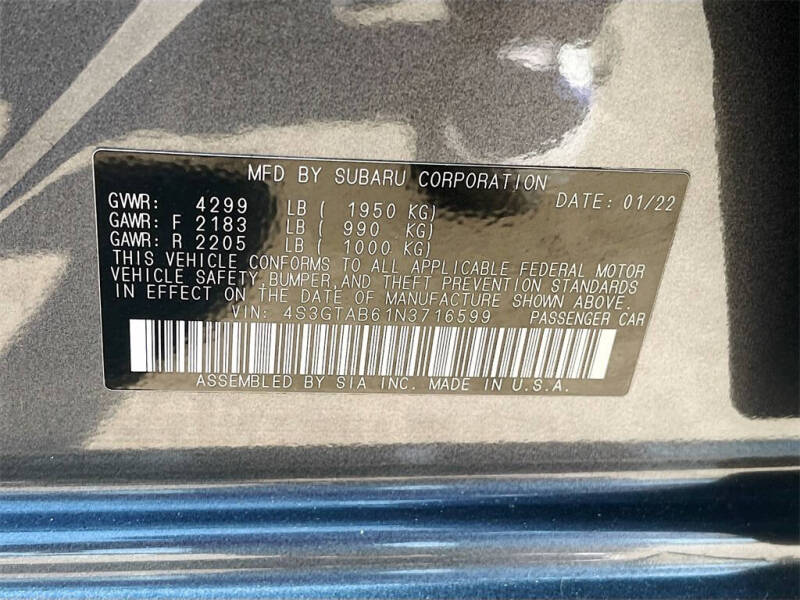 MFD BY SUBARU CORPORATION DATE: 01/22
GVWR: 4299 LB ( 1950 KG)
GAWR: F 2183 LB ( 990 KG)
GAWR: R 2205 LB ( 1000 KG)
THIS VEHICLE CONFORMS TO ALL APPLICABLE FEDERAL MOTOR
VEHICLE SAFETY,BUMPER,AND THEFT PREVENTION STANDARDS
IN EFFECT ON THE DATE OF MANUFACTURE SHOWN ABOVE.
VIN: 4S3GTAB61N3716599 PASSENGER CAR
ASSEMBLED BY SIA INC. MADE IN U.S.A.